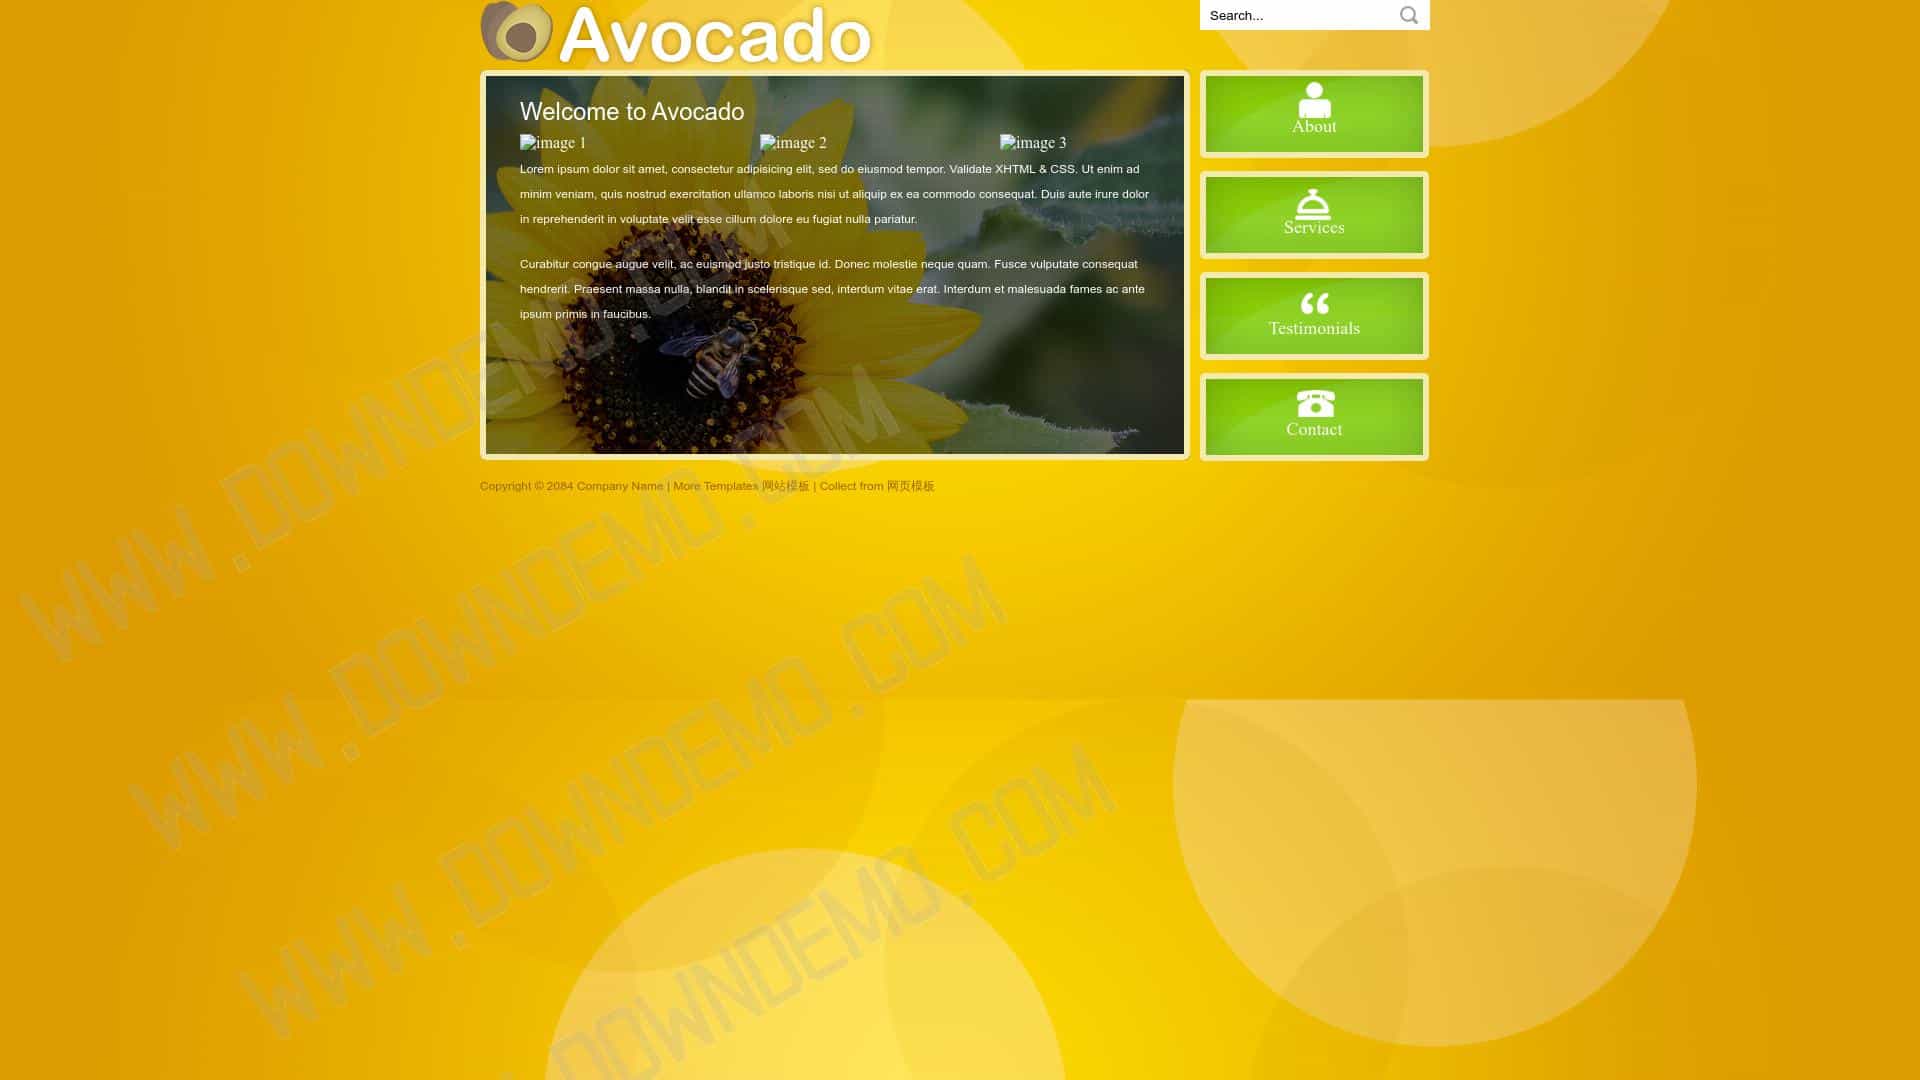 Avocado
Search...
Welcome to Avocado
image 1
image 2
image 3
Lorem ipsum dolor sit amet, consectetur adipisicing elit, sed do eiusmod tempor. Validate XHTML & CSS. Ut enim ad
minim veniam, quis nostrud exercitation ullamco laboris nisi ut aliquip ex ea commodo consequat. Duis aute irure dolor
in reprehenderit in voluptate velit esse cillum dolore eu fugiat nulla pariatur.
Curabitur congue augue velit, ac euismod justo tristique id. Donec molestie neque quam. Fusce vulputate consequat
hendrerit. Praesent massa nulla, blandit in scelerisque sed, interdum vitae erat. Interdum et malesuada fames ac ante
ipsum primis in faucibus.
About
Services
Testimonials
Contact
Copyright © 2084 Company Name | More Templates 网站模板 | Collect from 网页模板
WWW.DOWNDEMO.COM
WWW.DOWNDEMO.COM
WWW.DOWNDEMO.COM
DOWNDEMO.COM